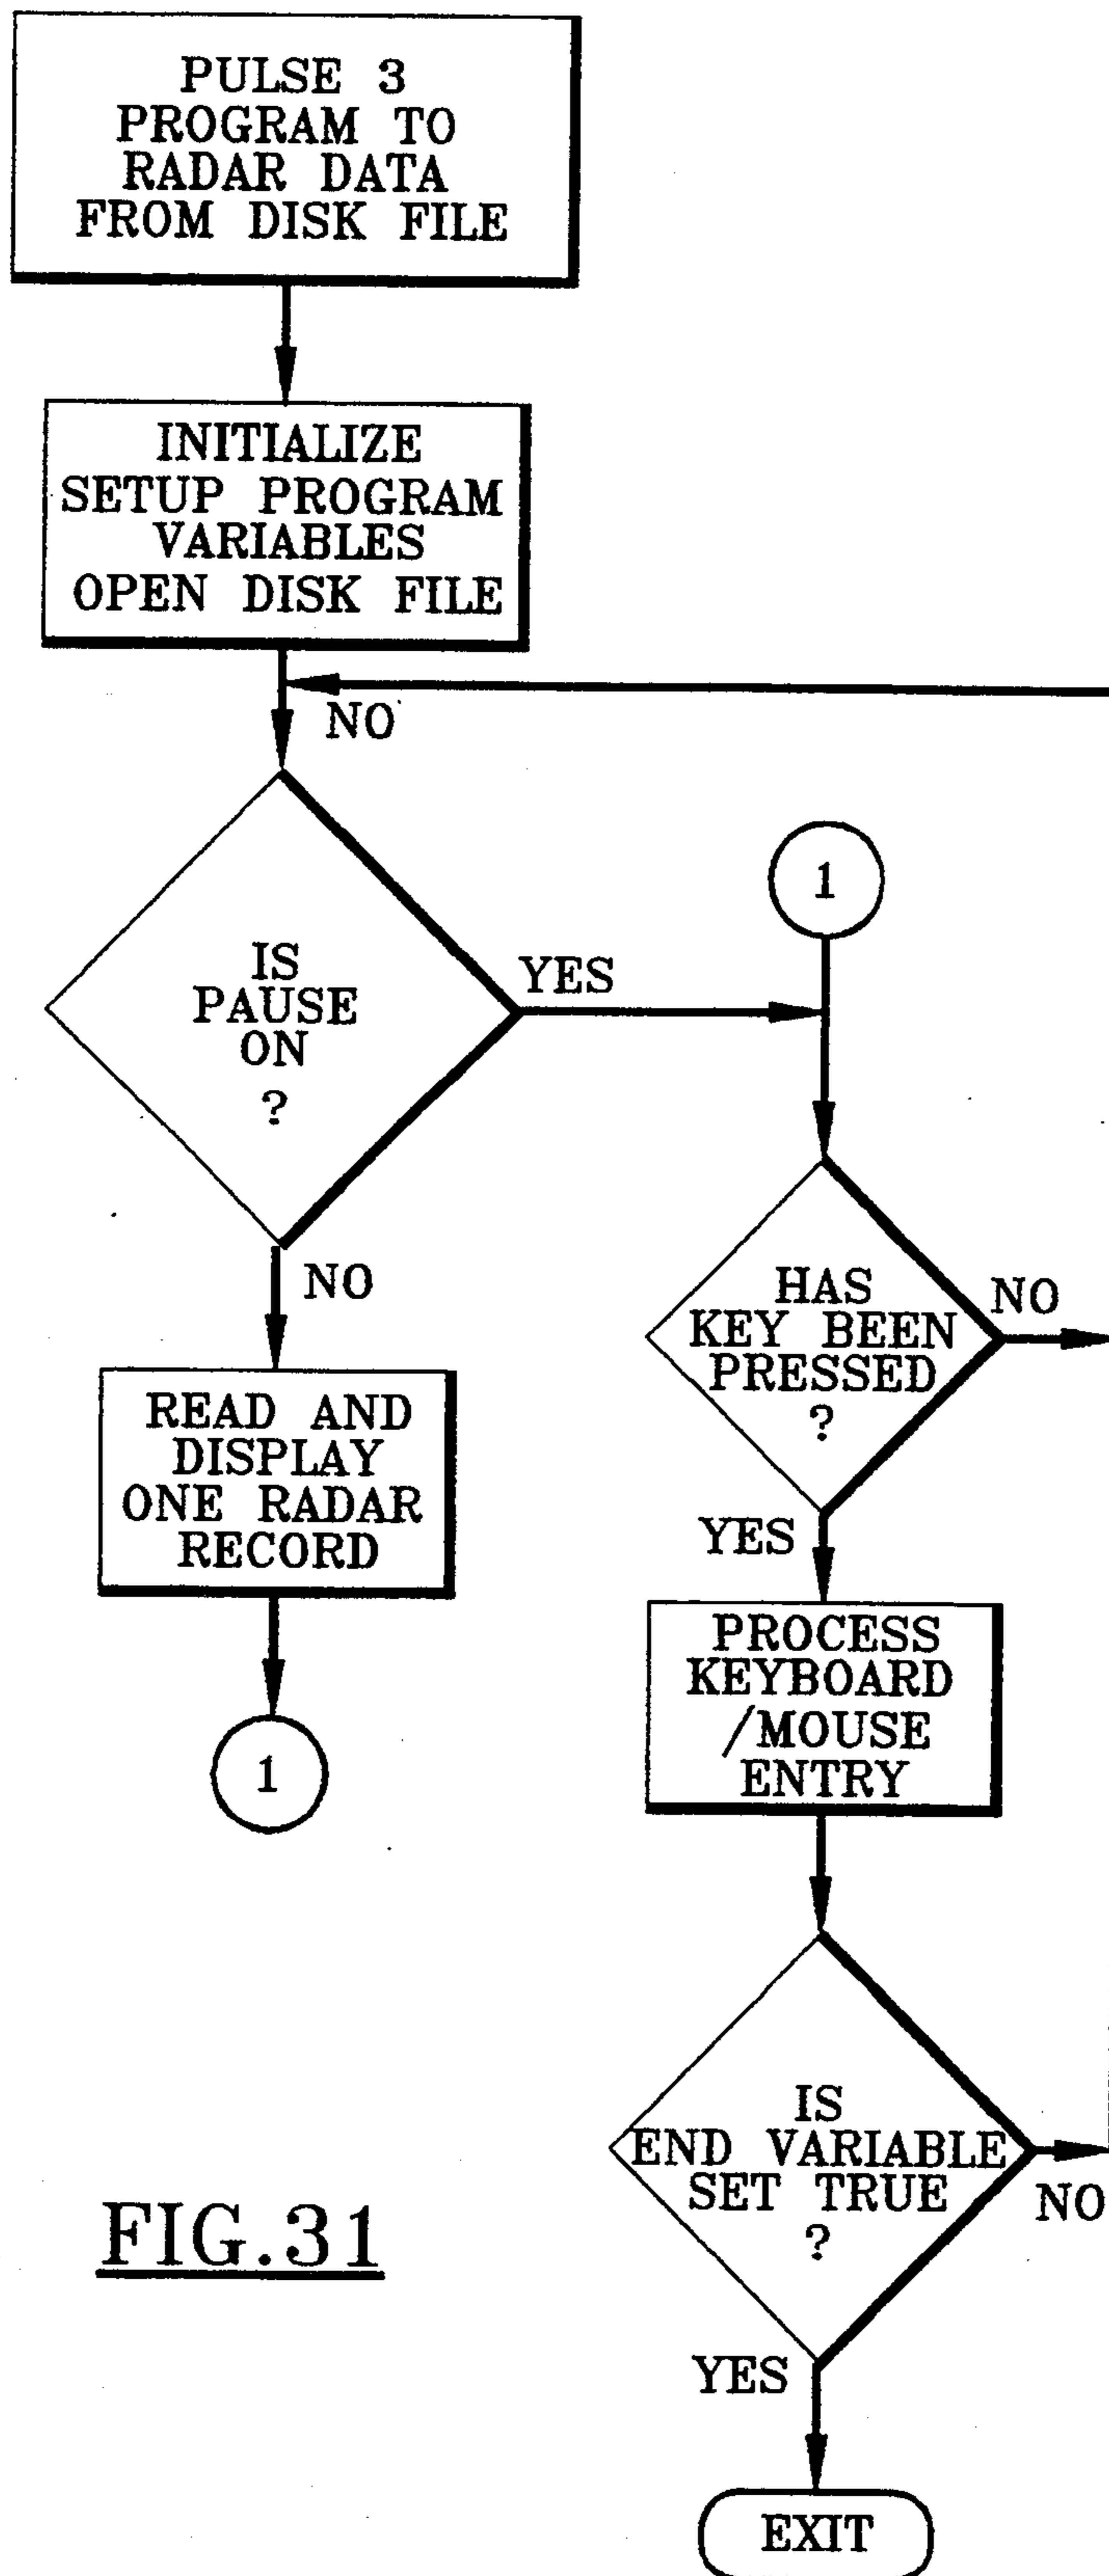 PULSE 3
PROGRAM TO
RADAR DATA
FROM DISK FILE
INITIALIZE
SETUP PROGRAM
VARIABLES
OPEN DISK FILE
NO
IS
PAUSE
ON
?
YES
NO
READ AND
DISPLAY
ONE RADAR
RECORD
1
1
HAS
KEY BEEN
PRESSED
?
NO
YES
PROCESS
KEYBOARD
/MOUSE
ENTRY
IS
END VARIABLE
SET TRUE
?
NO
YES
EXIT
FIG.31